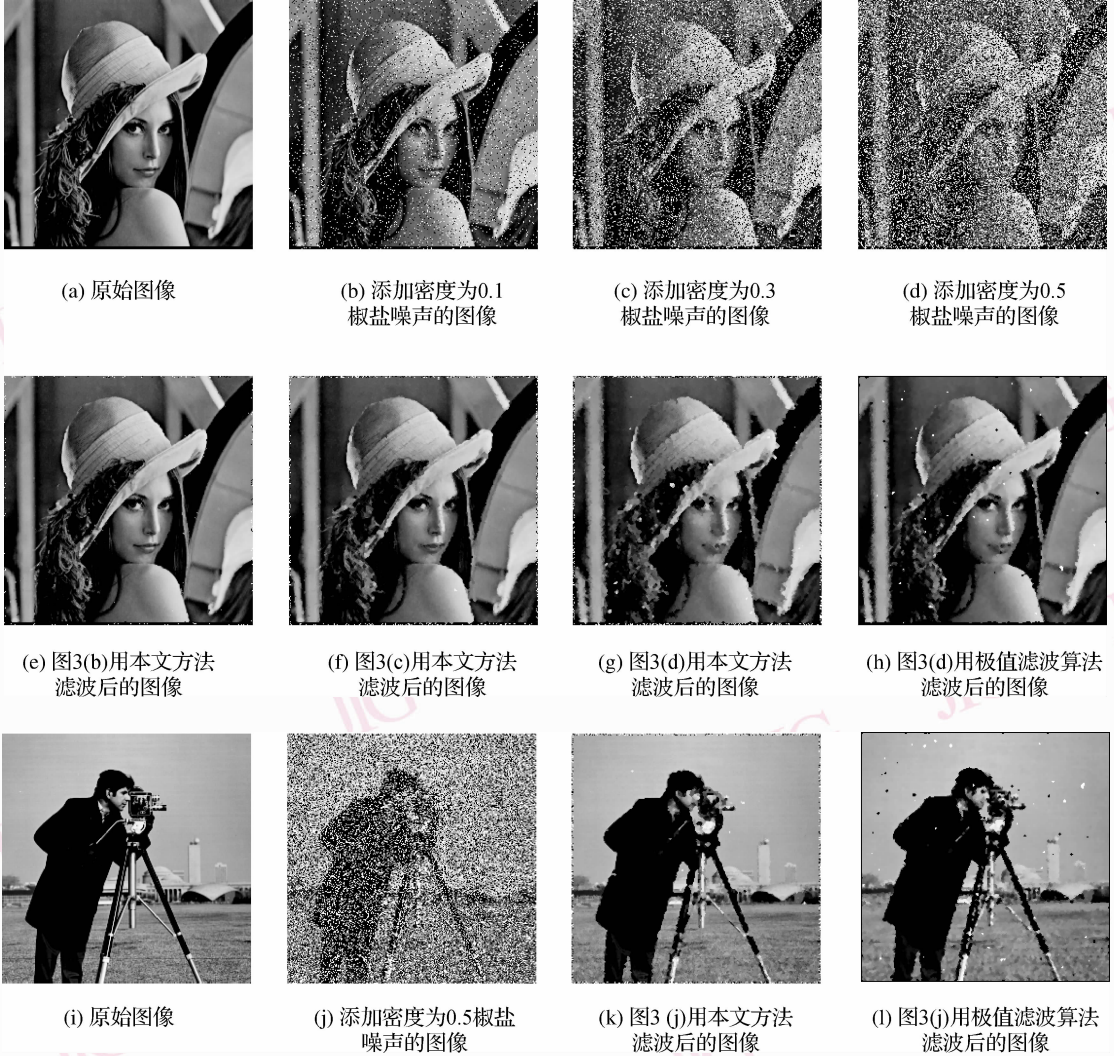 (a) 原始图像
(b) 添加密度为0.1
椒盐噪声的图像
(c) 添加密度为0.3
椒盐噪声的图像
(d) 添加密度为0.5
椒盐噪声的图像
(e) 图3(b)用本文方法
滤波后的图像
(f) 图3(c)用本文方法
滤波后的图像
(g) 图3(d)用本文方法
滤波后的图像
(h) 图3(d)用极值滤波算法
滤波后的图像
JIG
(i) 原始图像
(j) 添加密度为0.5椒盐
噪声的图像
(k) 图3 (j)用本文方法
滤波后的图像
(l) 图3(j)用极值滤波算法
滤波后的图像